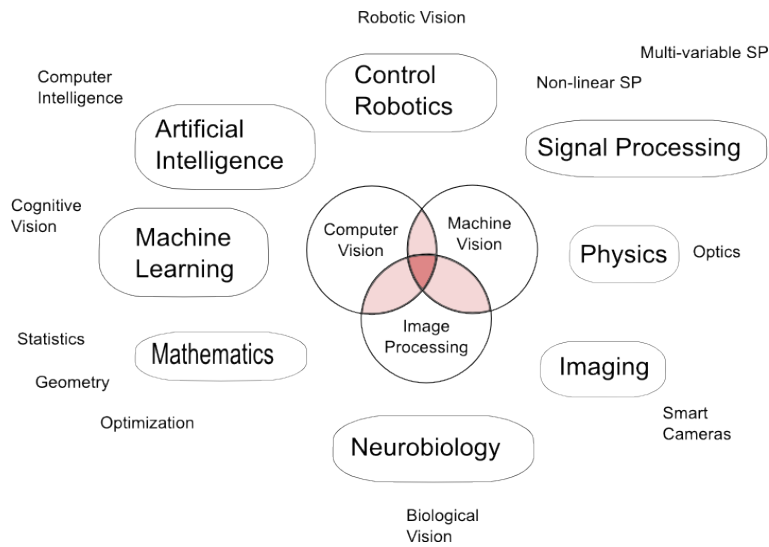 Robotic Vision
Multi-variable SP
Computer
Intelligence
Control
Robotics
Non-linear SP
Artificial
Intelligence
Signal Processing
Cognitive
Vision
Machine
Learning
Computer
Vision
Machine
Vision
Physics
Optics
Image
Processing
Statistics
Mathematics
Imaging
Geometry
Optimization
Smart
Cameras
Neurobiology
Biological
Vision